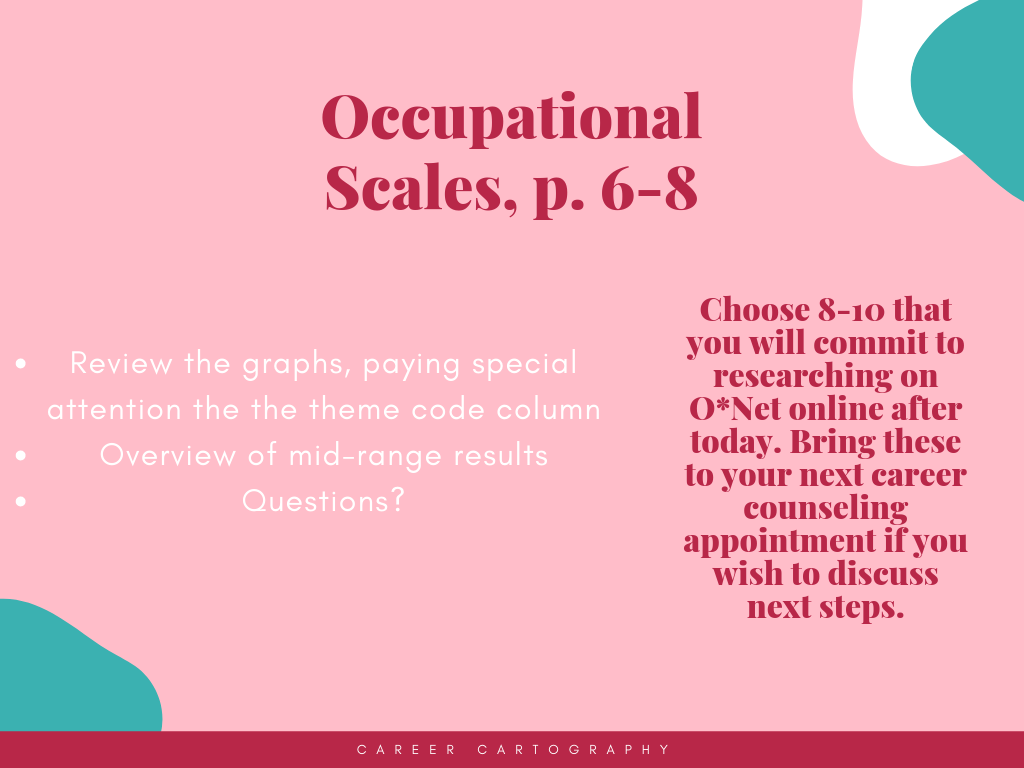 Occupational
Scales, p. 6-8
• Review the graphs, paying special
attention the the theme code column
• Overview of mid-range results
• Questions?
Choose 8-10 that
you will commit to
researching on
O*Net online after
today. Bring these
to your next career
counseling
appointment if you
wish to discuss
next steps.
CAREER CARTOGRAPHY